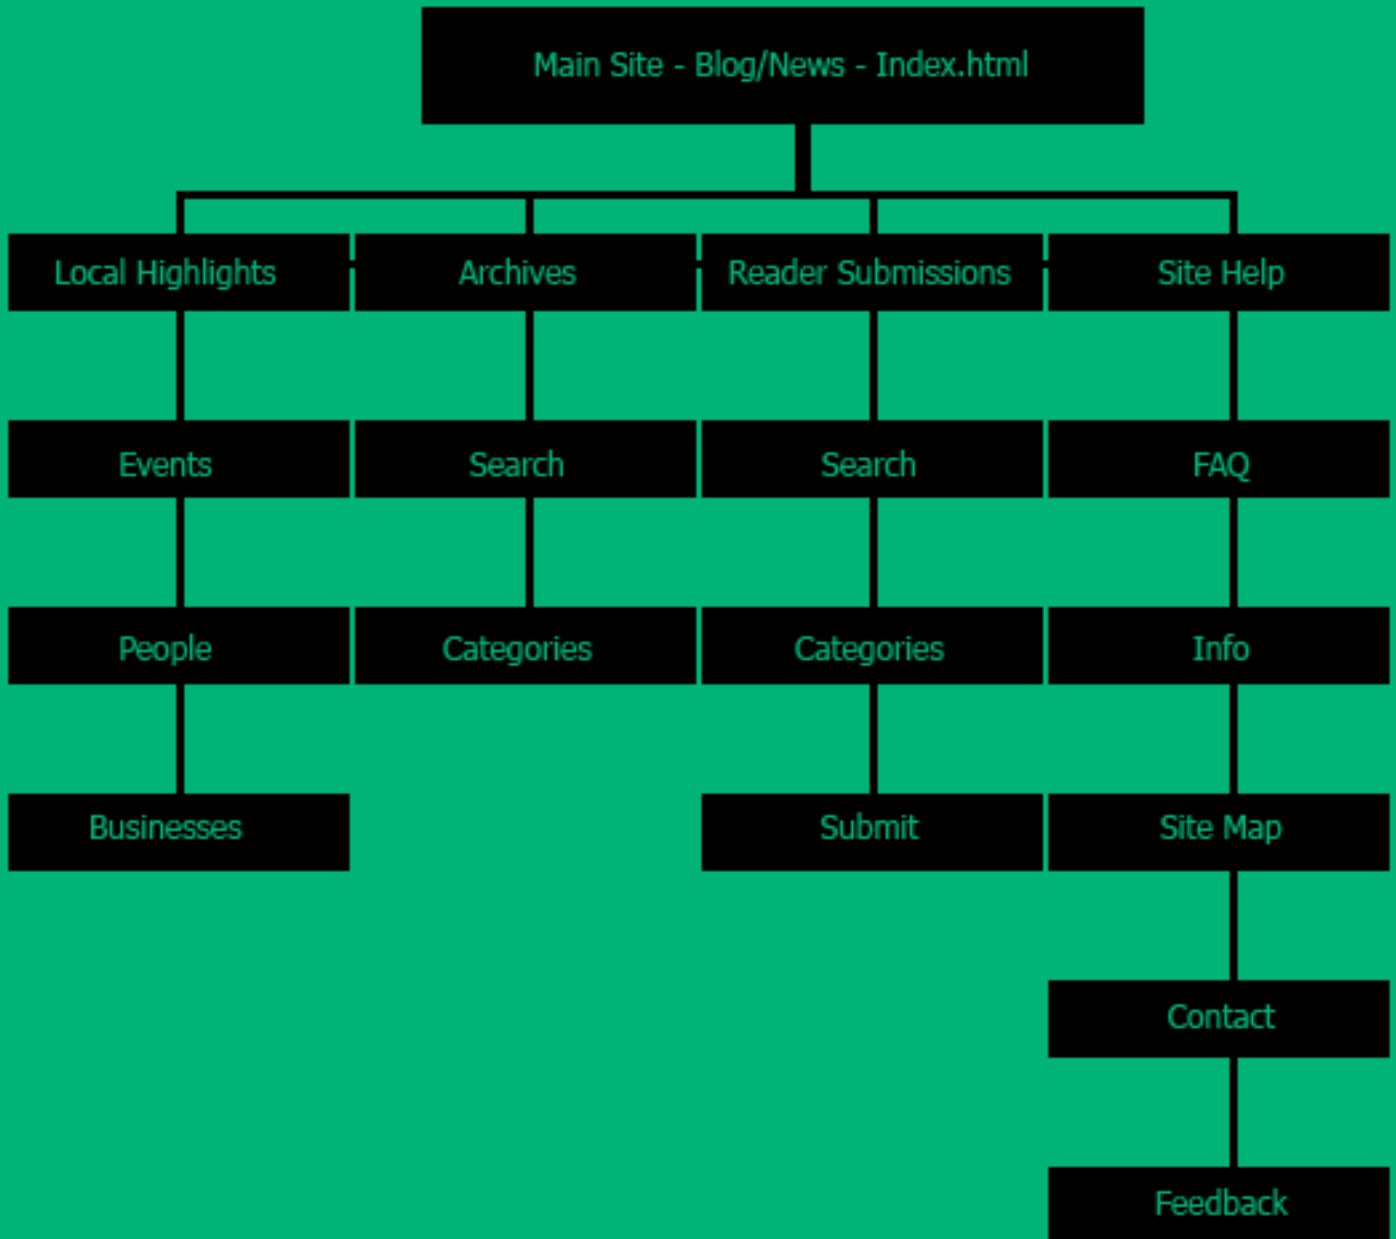 Main Site - Blog/News - Index.html
Local Highlights
Archives
Reader Submissions
Site Help
Events
Search
Search
FAQ
People
Categories
Categories
Info
Businesses
Submit
Site Map
Contact
Feedback